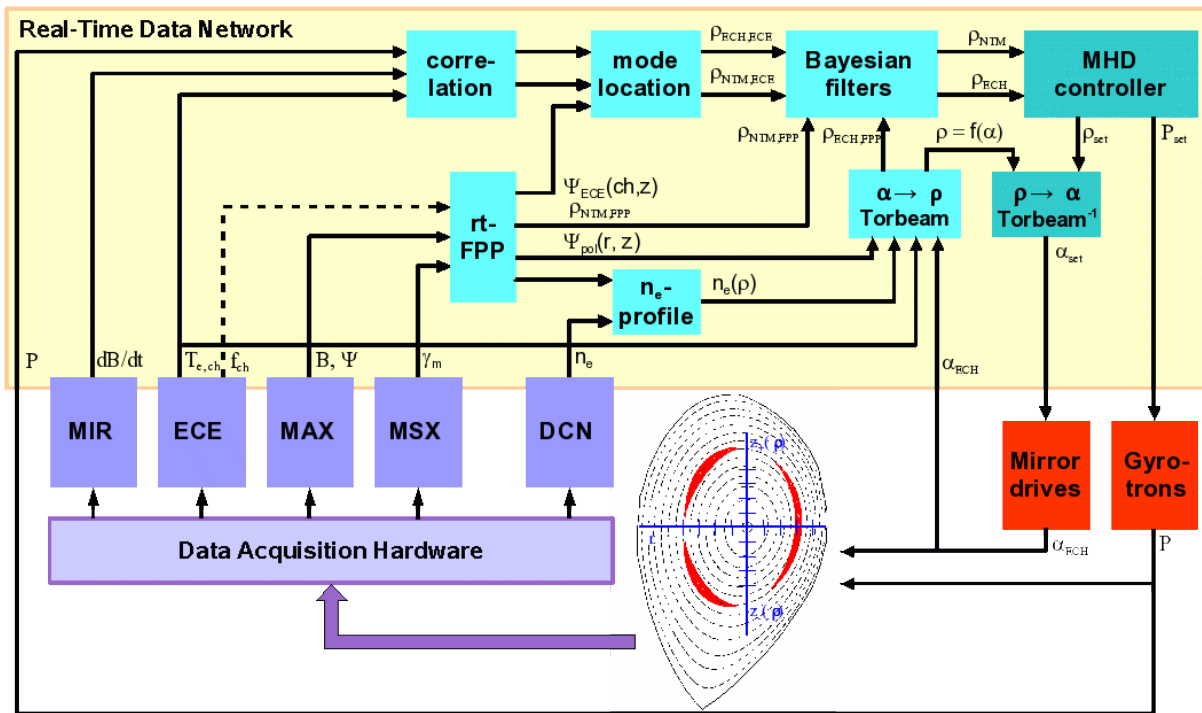 Real-Time Data Network
corre-
lation
mode
location
ρECH,ECE
ρNTM,ECE
Bayesian
filters
ρNTM
ρECH
MHD
controller
ρNTM,FPP
ρECH,FPP
ρ = f(α)
ρset
Pset
rt-
FPP
ΨECE(ch,z)
ρNTM,FPP
Ψpol(r, z)
α→ ρ
Torbeam
ρ→ α
Torbeam-1
αset
ne-
profile
ne(ρ)
P
dB/dt
Te,ch
fch
B, Ψ
γm
ne
αECH
MIR
ECE
MAX
MSX
DCN
Mirror
drives
Gyro-
trons
Data Acquisition Hardware
r
αECH
P